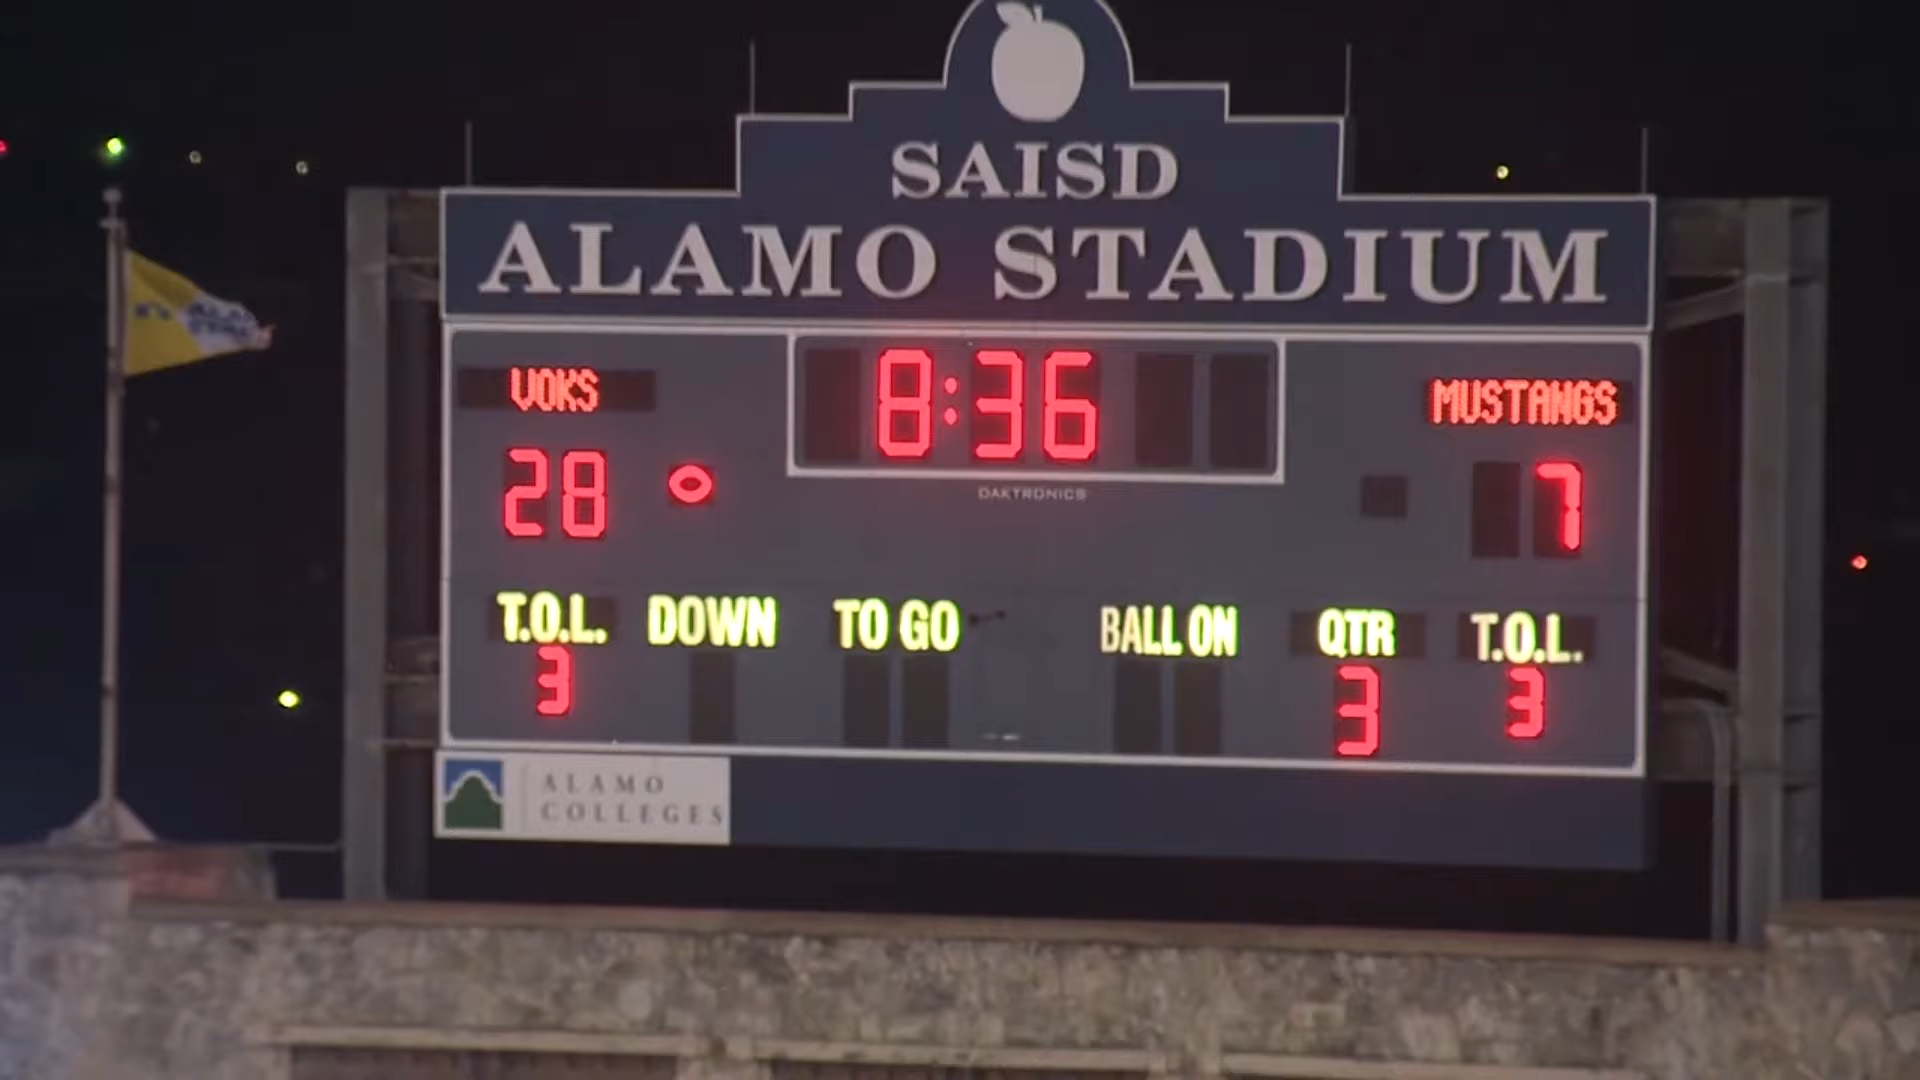 SAISD
ALAMO STADIUM
VOKS 8:36 MUSTANGS
28 7
DAKTRONICS
T.O.L. DOWN TO GO BALL ON QTR T.O.L.
3 3 3
ALAMO
COLLEGES